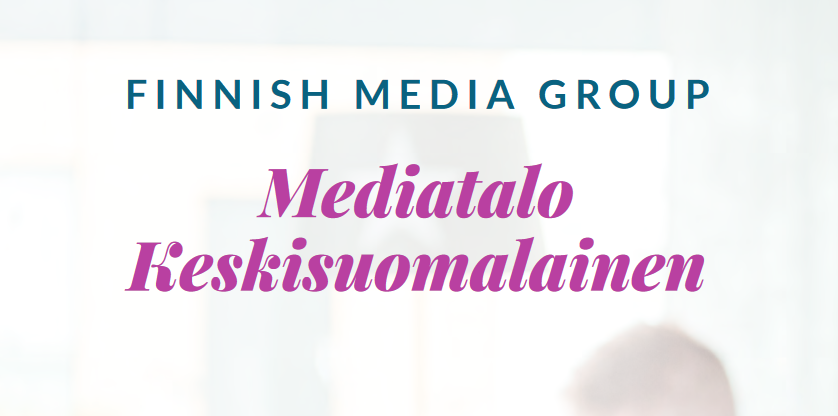 FINNISH MEDIA GROUP
Mediatalo
Keskisuomalainen